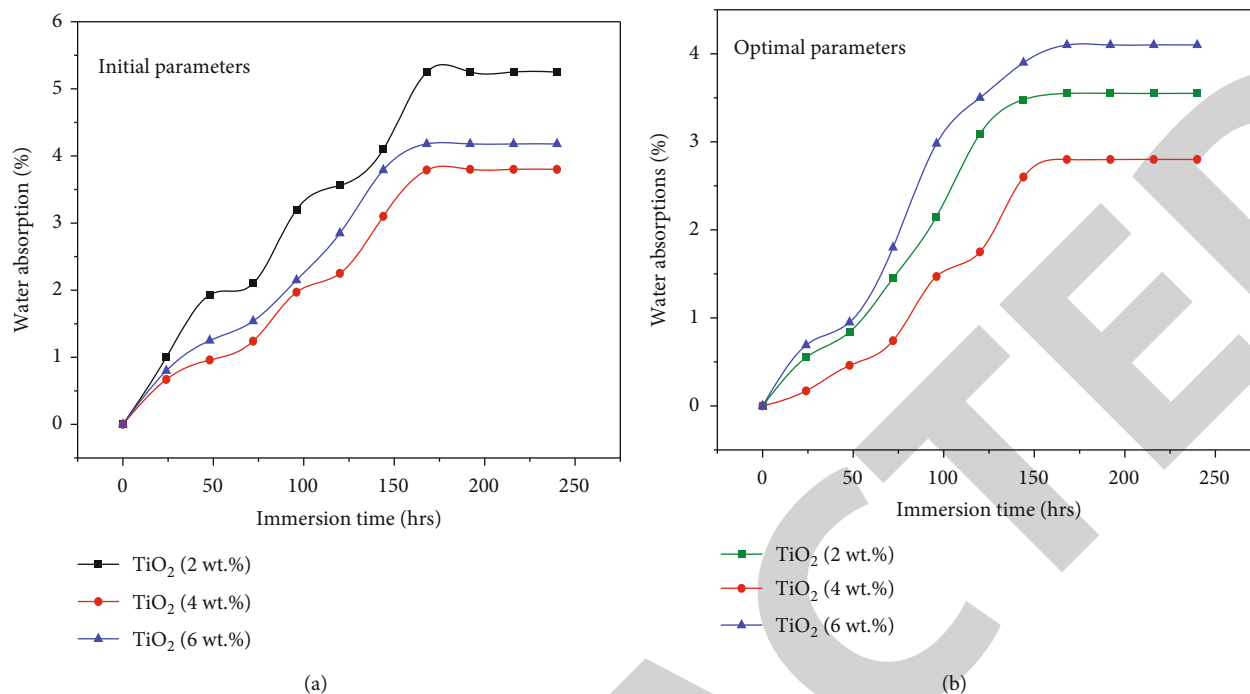 Initial parameters
6
5
4
3
2
1
0
Water absorption (%)
0 50 100 150 200 250
Immersion time (hrs)
TiO2 (2 wt.%)
TiO2 (4 wt.%)
TiO2 (6 wt.%)
(a)
Optimal parameters
4
3
2
1
0
Water absorptions (%)
0 50 100 150 200 250
Immersion time (hrs)
TiO2 (2 wt.%)
TiO2 (4 wt.%)
TiO2 (6 wt.%)
(b)